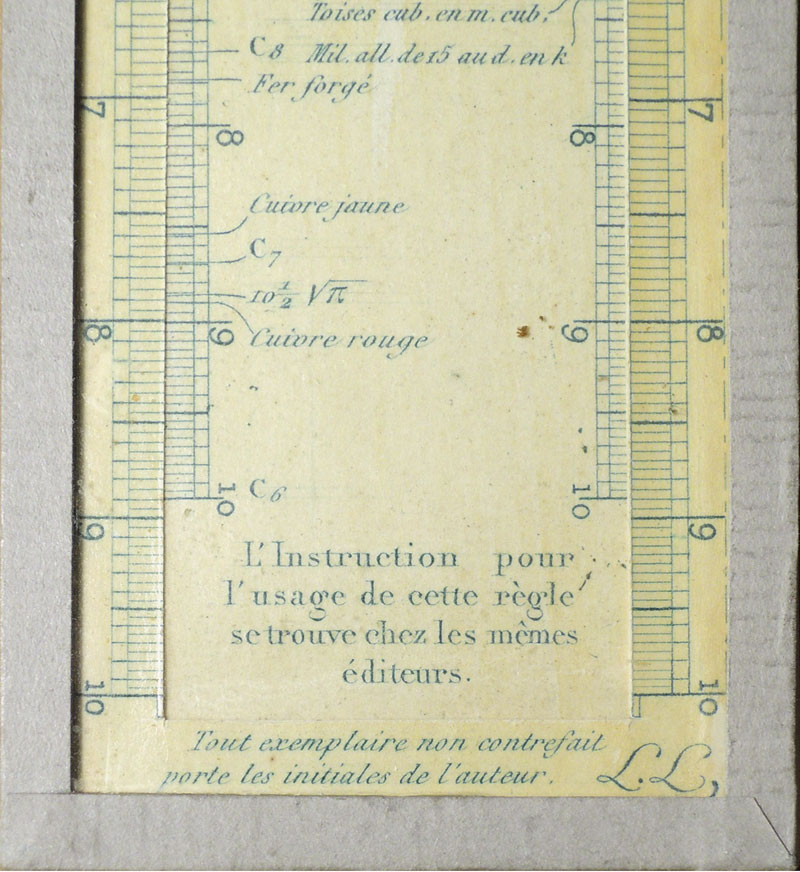 Toises cub. en m. cub.
C8 Mil. all. de 15 au d. en k
Fer forgé
7 7
8 8
Cuivre jaune
C7
10 1/2 √π
8 8
9 9
Cuivre rouge
C6
10 10
9 9
L'Instruction pour
l'usage de cette règle
se trouve chez les mêmes
éditeurs.
10 10
Tout exemplaire non contrefait
porte les initiales de l'auteur. L.L,